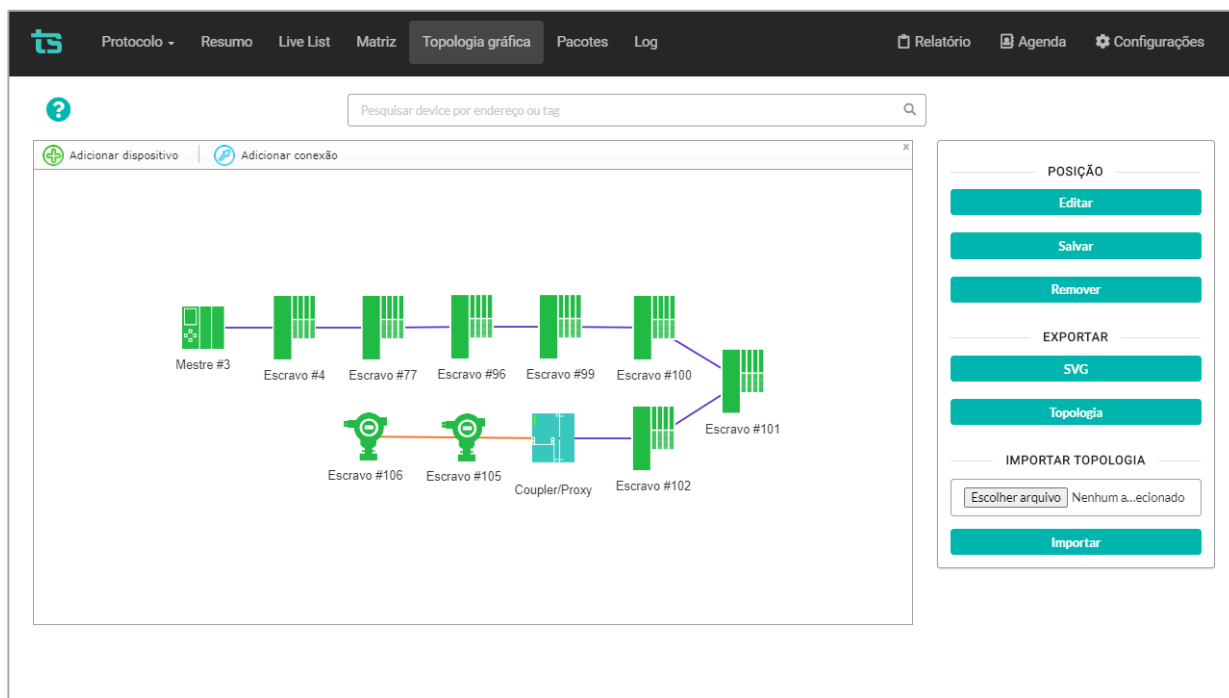 ts Protocolo Resumo Live List Matriz Topologia gráfica Pacotes Log Relatório Agenda Configurações
?
Pesquisar device por endereço ou tag
Adicionar dispositivo Adicionar conexão x
Mestre #3
Escravo #4
Escravo #77
Escravo #96
Escravo #99
Escravo #100
Escravo #101
Escravo #106
Escravo #105
Coupler/Proxy
Escravo #102
POSIÇÃO
Editar
Salvar
Remover
EXPORTAR
SVG
Topologia
IMPORTAR TOPOLOGIA
Escolher arquivo Nenhum a...ecionado
Importar